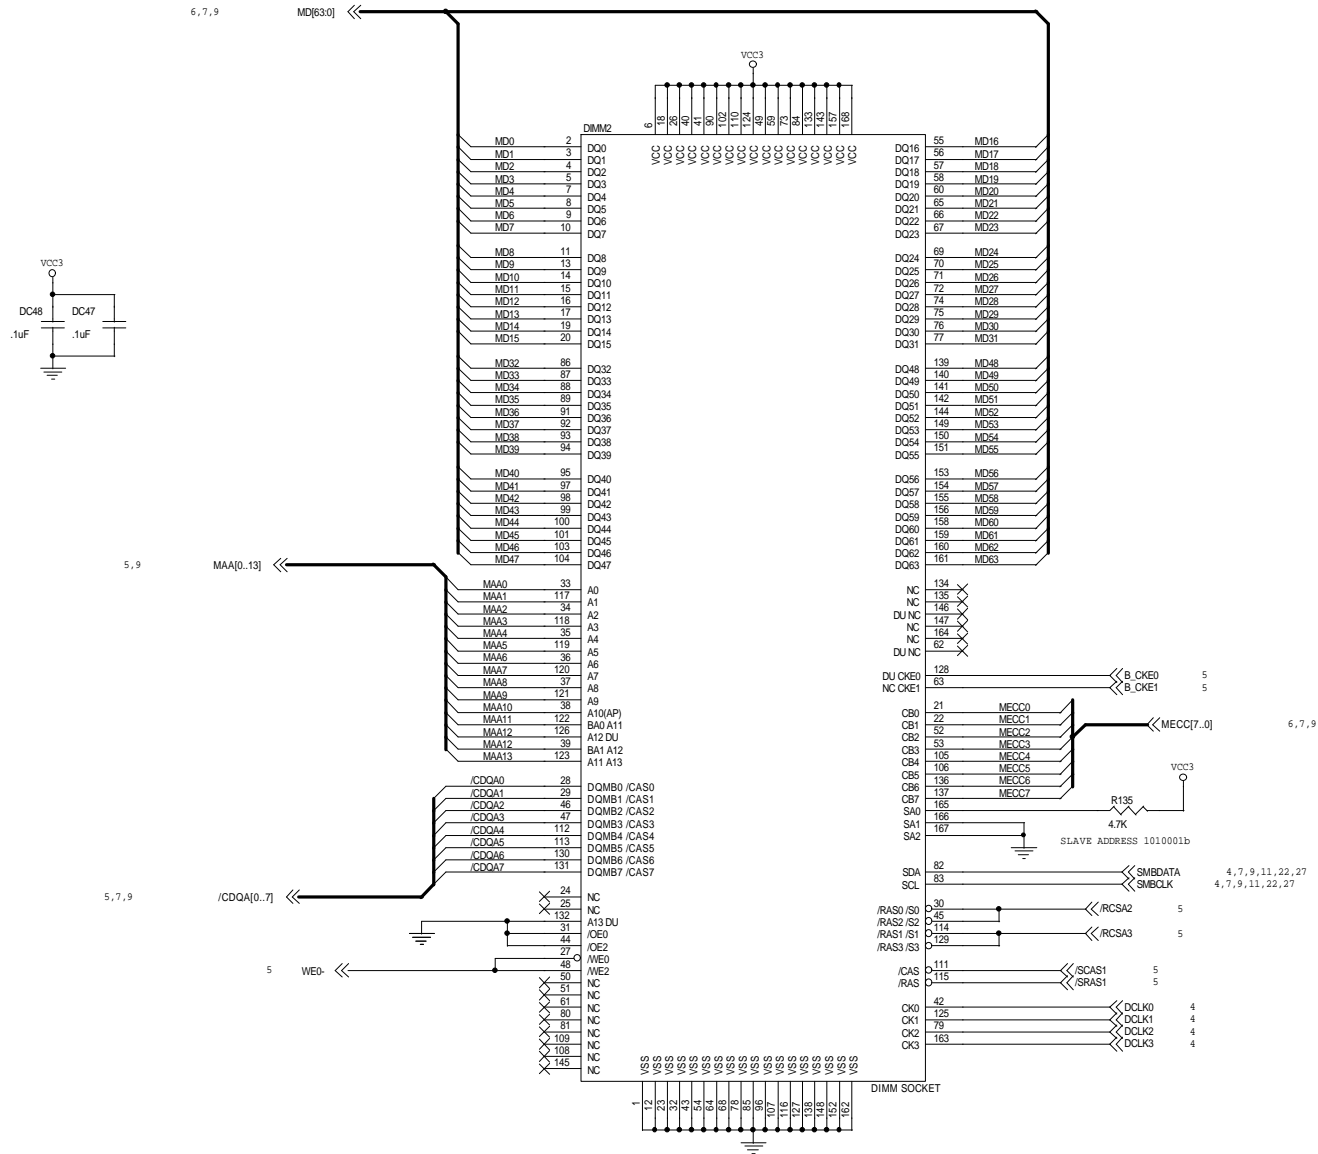 6,7,9 MD[63:0]
VCC3
6 18 26 40 41 90 102 110 124 49 59 73 84 133 143 157 168
DIMM2
VCC VCC VCC VCC VCC VCC VCC VCC VCC VCC VCC VCC VCC VCC VCC VCC VCC
MD0 2 DQ0 DQ16 55 MD16
MD1 3 DQ1 DQ17 56 MD17
MD2 4 DQ2 DQ18 57 MD18
MD3 5 DQ3 DQ19 58 MD19
MD4 7 DQ4 DQ20 60 MD20
MD5 8 DQ5 DQ21 65 MD21
MD6 9 DQ6 DQ22 66 MD22
MD7 10 DQ7 DQ23 67 MD23
MD8 11 DQ8 DQ24 69 MD24
MD9 13 DQ9 DQ25 70 MD25
MD10 14 DQ10 DQ26 71 MD26
MD11 15 DQ11 DQ27 72 MD27
MD12 16 DQ12 DQ28 74 MD28
MD13 17 DQ13 DQ29 75 MD29
MD14 19 DQ14 DQ30 76 MD30
MD15 20 DQ15 DQ31 77 MD31
VCC3
DC48 DC47
.1uF .1uF
MD32 86 DQ32 DQ48 139 MD48
MD33 87 DQ33 DQ49 140 MD49
MD34 88 DQ34 DQ50 141 MD50
MD35 89 DQ35 DQ51 142 MD51
MD36 91 DQ36 DQ52 144 MD52
MD37 92 DQ37 DQ53 149 MD53
MD38 93 DQ38 DQ54 150 MD54
MD39 94 DQ39 DQ55 151 MD55
MD40 95 DQ40 DQ56 153 MD56
MD41 97 DQ41 DQ57 154 MD57
MD42 98 DQ42 DQ58 155 MD58
MD43 99 DQ43 DQ59 156 MD59
MD44 100 DQ44 DQ60 158 MD60
MD45 101 DQ45 DQ61 159 MD61
MD46 103 DQ46 DQ62 160 MD62
MD47 104 DQ47 DQ63 161 MD63
5,9 MAA[0..13]
MAA0 33 A0 NC 134
MAA1 117 A1 NC 135
MAA2 34 A2 DU NC 146
MAA3 118 A3 NC 147
MAA4 35 A4 NC 164
MAA5 119 A5 DU NC 62
MAA6 36 A6
MAA7 120 A7 DU CKE0 128 B_CKE0 5
MAA8 37 A8 NC CKE1 63 B_CKE1 5
MAA9 121 A9
MAA10 38 A10(AP) CB0 21 MECC0
MAA11 122 BA0 A11 CB1 22 MECC1 MECC[7..0] 6,7,9
MAA12 126 A12 DU CB2 52 MECC2
MAA12 39 BA1 A12 CB3 53 MECC3
MAA13 123 A11 A13 CB4 105 MECC4
CB5 106 MECC5
/CDQA0 28 DQMB0 /CAS0 CB6 136 MECC6
/CDQA1 29 DQMB1 /CAS1 CB7 137 MECC7
VCC3
/CDQA2 46 DQMB2 /CAS2 SA0 165 R135
4.7K
/CDQA3 47 DQMB3 /CAS3 SA1 166
/CDQA4 112 DQMB4 /CAS4 SA2 167
SLAVE ADDRESS 1010001b
/CDQA5 113 DQMB5 /CAS5
/CDQA6 130 DQMB6 /CAS6
/CDQA7 131 DQMB7 /CAS7 SDA 82 SMBDATA 4,7,9,11,22,27
SCL 83 SMBCLK 4,7,9,11,22,27
5,7,9 /CDQA[0..7]
24 NC
25 NC /RAS0 /S0 30 /RCSA2 5
132 A13 DU /RAS2 /S2 45
31 /OE0 /RAS1 /S1 114 /RCSA3 5
44 /OE2 /RAS3 /S3 129
27 /WE0
5 WE0- 48 /WE2 /CAS 111 /SCAS1 5
50 NC /RAS 115 /SRAS1 5
51 NC
61 NC CK0 42 DCLK0 4
80 NC CK1 125 DCLK1 4
81 NC CK2 79 DCLK2 4
109 NC CK3 163 DCLK3 4
108 NC
145 NC
VSS VSS VSS VSS VSS VSS VSS VSS VSS VSS VSS VSS VSS VSS VSS VSS VSS VSS
DIMM SOCKET
1 12 23 32 43 54 64 68 78 85 96 107 116 127 138 148 152 162